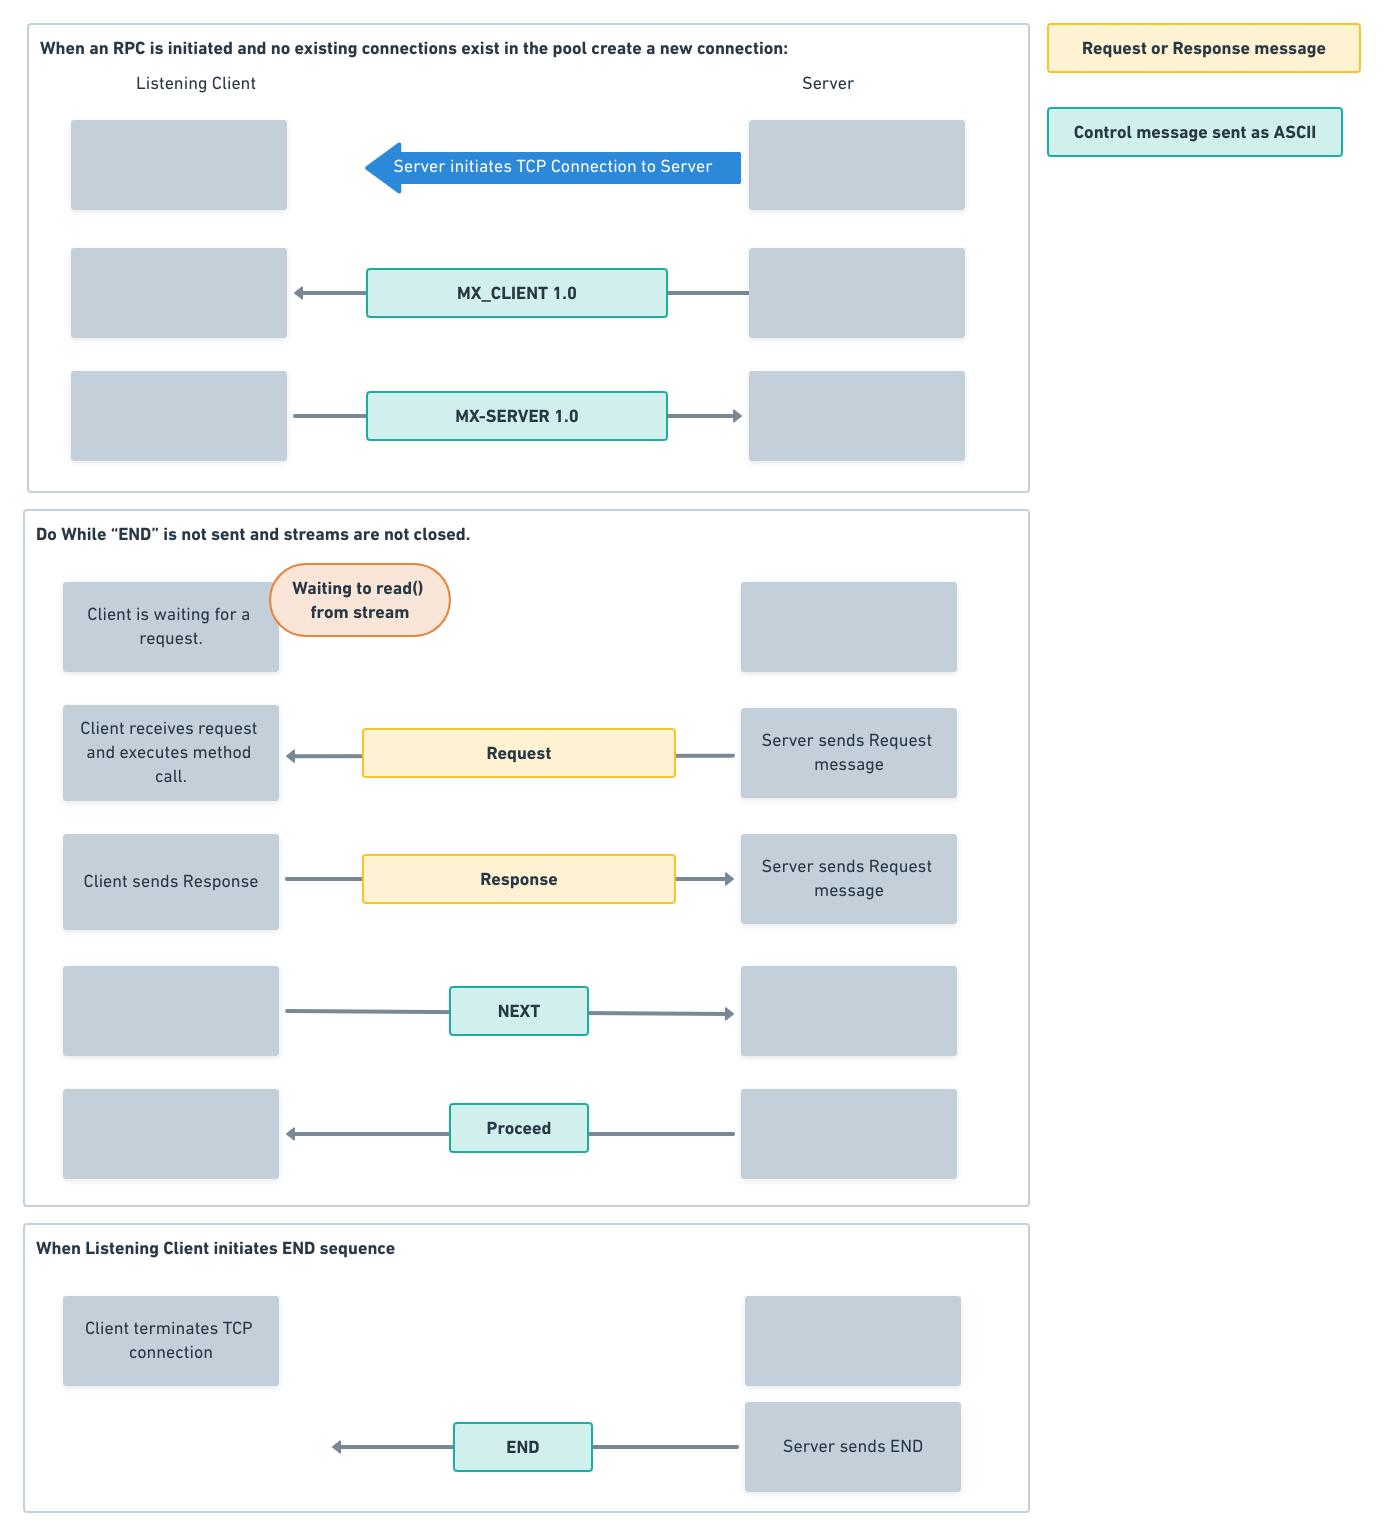 When an RPC is initiated and no existing connections exist in the pool create a new connection:
Request or Response message
Listening Client
Server
Control message sent as ASCII
Server initiates TCP Connection to Server
MX_CLIENT 1.0
MX-SERVER 1.0
Do While “END” is not sent and streams are not closed.
Waiting to read()
from stream
Client is waiting for a
request.
Client receives request
and executes method
call.
Request
Server sends Request
message
Client sends Response
Response
Server sends Request
message
NEXT
Proceed
When Listening Client initiates END sequence
Client terminates TCP
connection
END
Server sends END